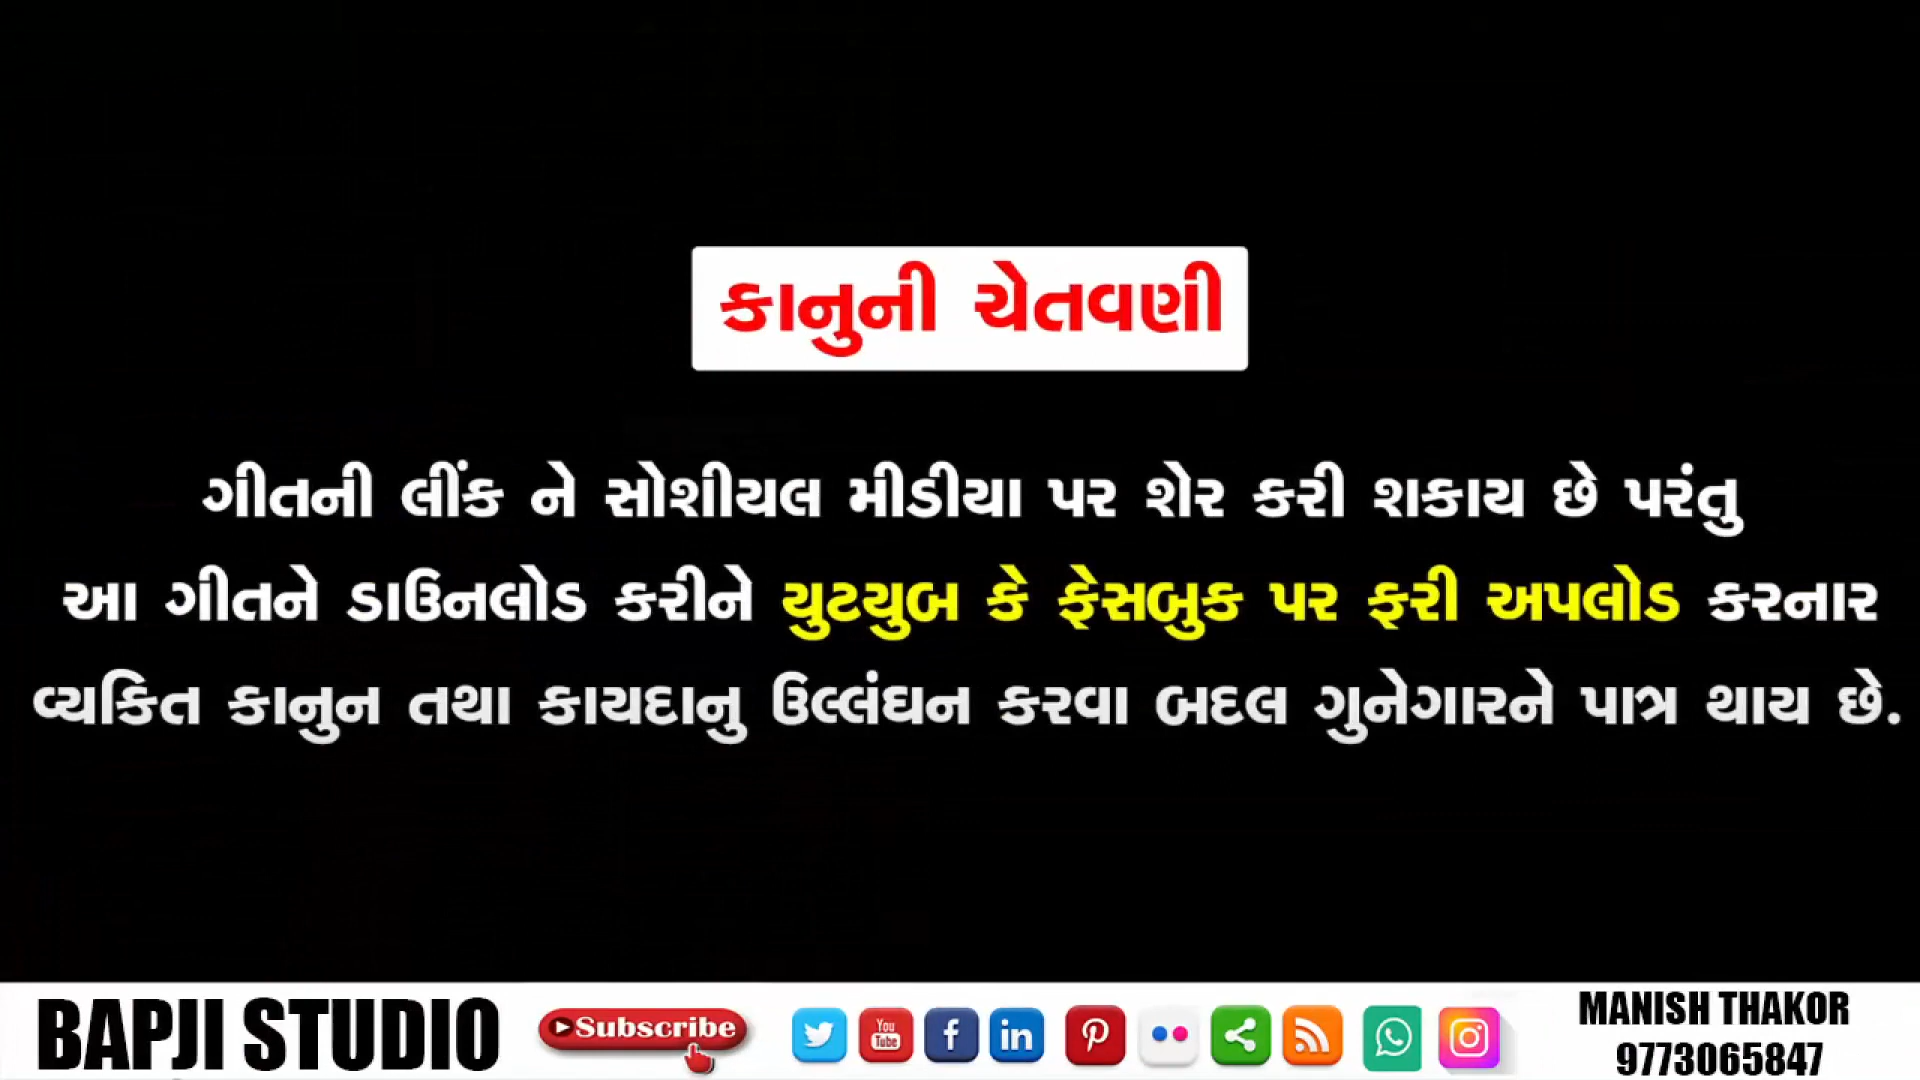 કાનુની ચેતવણી
ગીતની લીંક ને સોશીયલ મીડીયા પર શેર કરી શકાય છે પરંતુ
આ ગીતને ડાઉનલોડ કરીને યુટયુબ કે ફેસબુક પર ફરી અપલોડ કરનાર
વ્યકિત કાનુન તથા કાયદાનુ ઉલ્લંઘન કરવા બદલ ગુનેગારને પાત્ર થાય છે.
BAPJI STUDIO
Subscribe
You Tube
MANISH THAKOR
9773065847